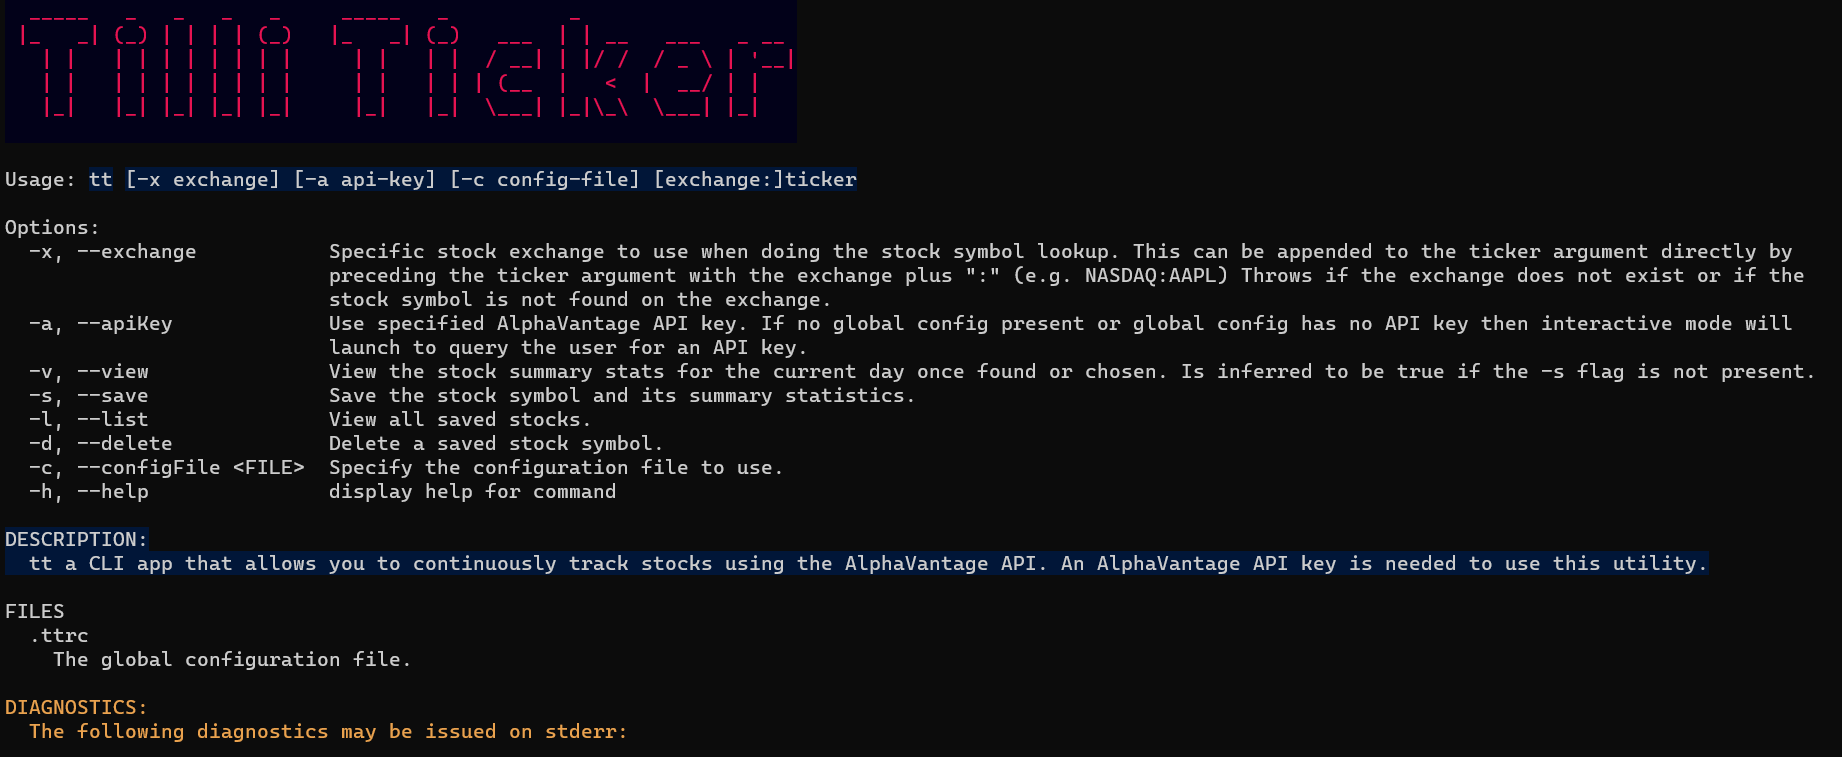 Tilli Ticker
Usage: tt [-x exchange] [-a api-key] [-c config-file] [exchange:]ticker
Options:
-x, --exchange Specific stock exchange to use when doing the stock symbol lookup. This can be appended to the ticker argument directly by
preceding the ticker argument with the exchange plus ":" (e.g. NASDAQ:AAPL) Throws if the exchange does not exist or if the
stock symbol is not found on the exchange.
-a, --apiKey Use specified AlphaVantage API key. If no global config present or global config has no API key then interactive mode will
launch to query the user for an API key.
-v, --view View the stock summary stats for the current day once found or chosen. Is inferred to be true if the -s flag is not present.
-s, --save Save the stock symbol and its summary statistics.
-l, --list View all saved stocks.
-d, --delete Delete a saved stock symbol.
-c, --configFile <FILE> Specify the configuration file to use.
-h, --help display help for command
DESCRIPTION:
tt a CLI app that allows you to continuously track stocks using the AlphaVantage API. An AlphaVantage API key is needed to use this utility.
FILES
.ttrc
The global configuration file.
DIAGNOSTICS:
The following diagnostics may be issued on stderr: